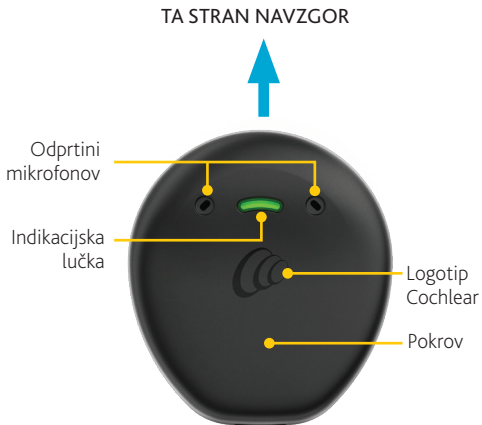 TA STRAN NAVZGOR
Odprtini
mikrofonov
Indikacijska
lučka
Logotip
Cochlear
Pokrov